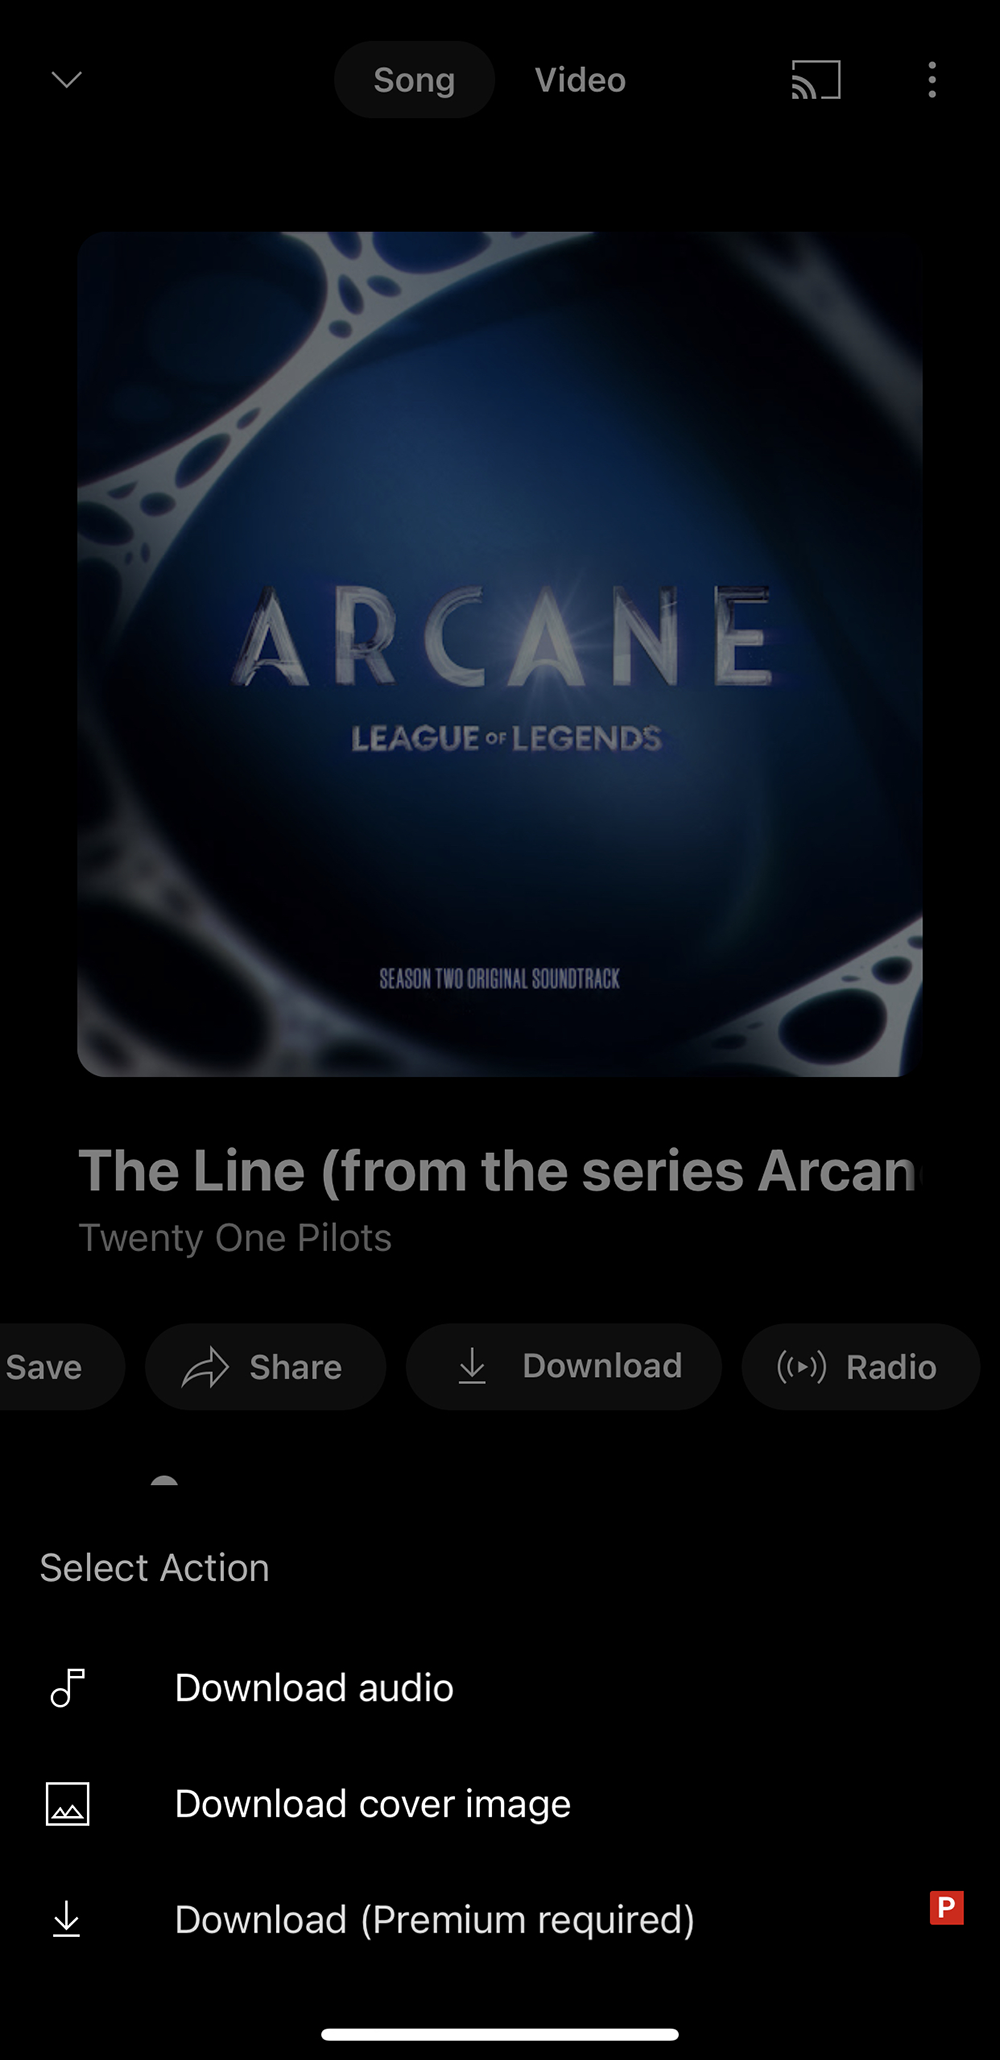 Song Video
ARCANE
LEAGUE OF LEGENDS
SEASON TWO ORIGINAL SOUNDTRACK
The Line (from the series Arcan
Twenty One Pilots
Save Share Download Radio
Select Action
Download audio
Download cover image
Download (Premium required) P